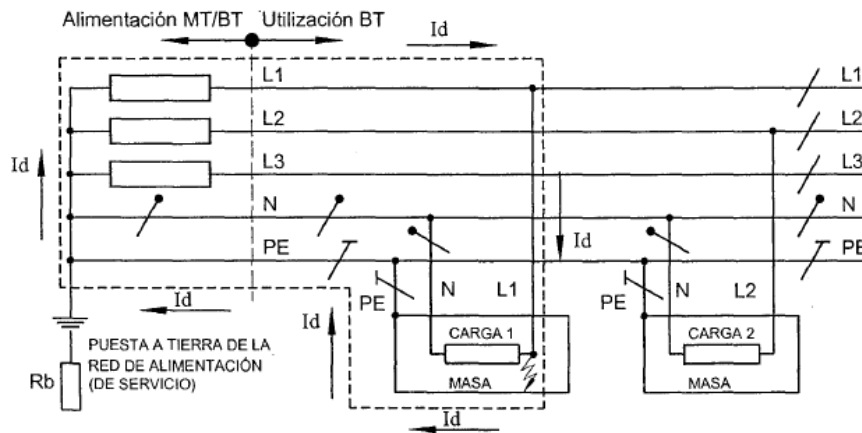 Alimentación MT/BT Utilización BT
Id
L1 L1
L2 L2
L3 L3
Id
N N
Id
PE PE
PE N L1 PE N L2
Id
Id
CARGA 1 CARGA 2
MASA MASA
PUESTA A TIERRA DE LA
RED DE ALIMENTACIÓN
(DE SERVICIO)
Rb
Id